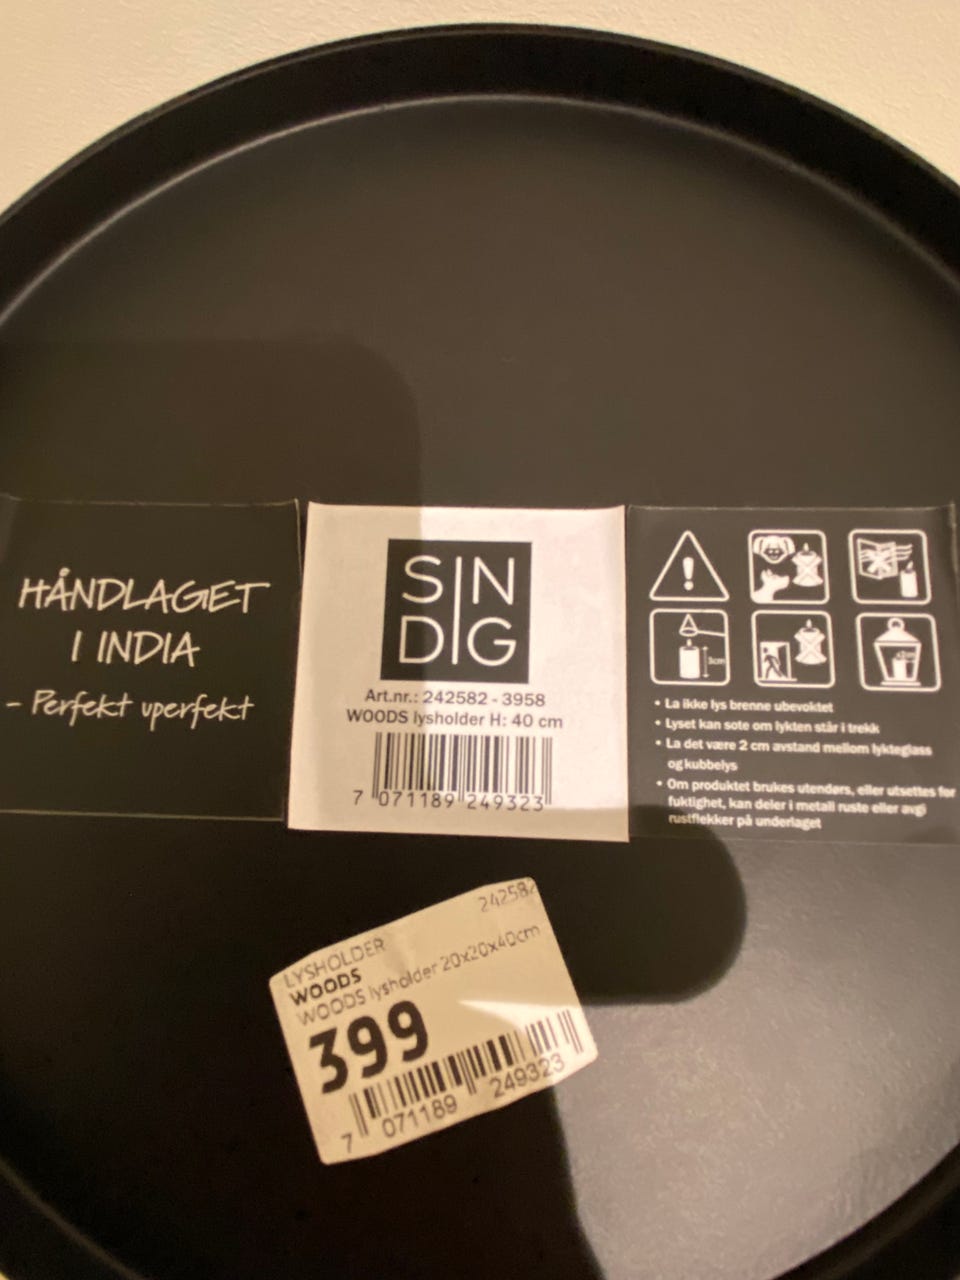 HÅNDLAGET
I INDIA
- Perfekt uperfekt
SIN
DIG
Art.nr.: 242582 - 3958
WOODS lysholder H: 40 cm
7 071189 249323
3cm
• La ikke lys brenne ubevoktet
• Lyset kan sote om lykten står i trekk
• La det være 2 cm avstand mellom lykteglass
og kubbelys
• Om produktet brukes utendørs, eller utsettes for
fuktighet, kan deler i metall ruste eller avgi
rustflekker på underlaget
242582
LYSHOLDER
WOODS
WOODS lysholder 20x20x40cm
399
7 071189 249323